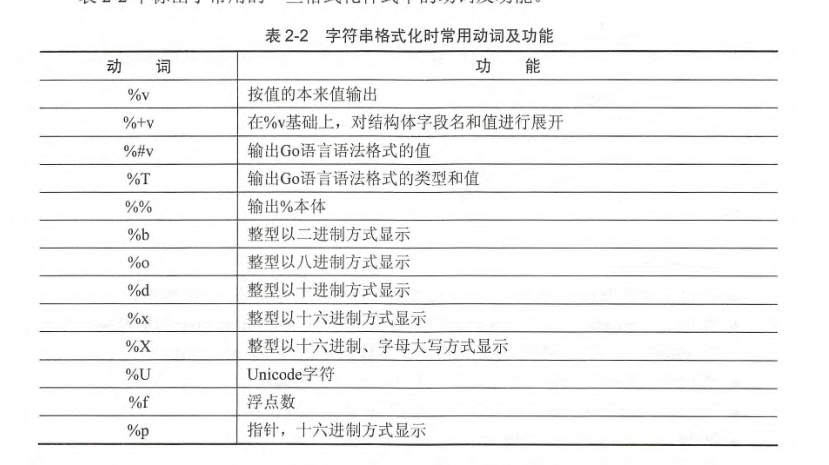 表 2-2 字符串格式化时常用动词及功能
动 词 功 能
%v 按值的本来值输出
%+v 在%v基础上，对结构体字段名和值进行展开
%#v 输出Go语言语法格式的值
%T 输出Go语言语法格式的类型和值
%% 输出%本体
%b 整型以二进制方式显示
%o 整型以八进制方式显示
%d 整型以十进制方式显示
%x 整型以十六进制方式显示
%X 整型以十六进制、字母大写方式显示
%U Unicode字符
%f 浮点数
%p 指针，十六进制方式显示